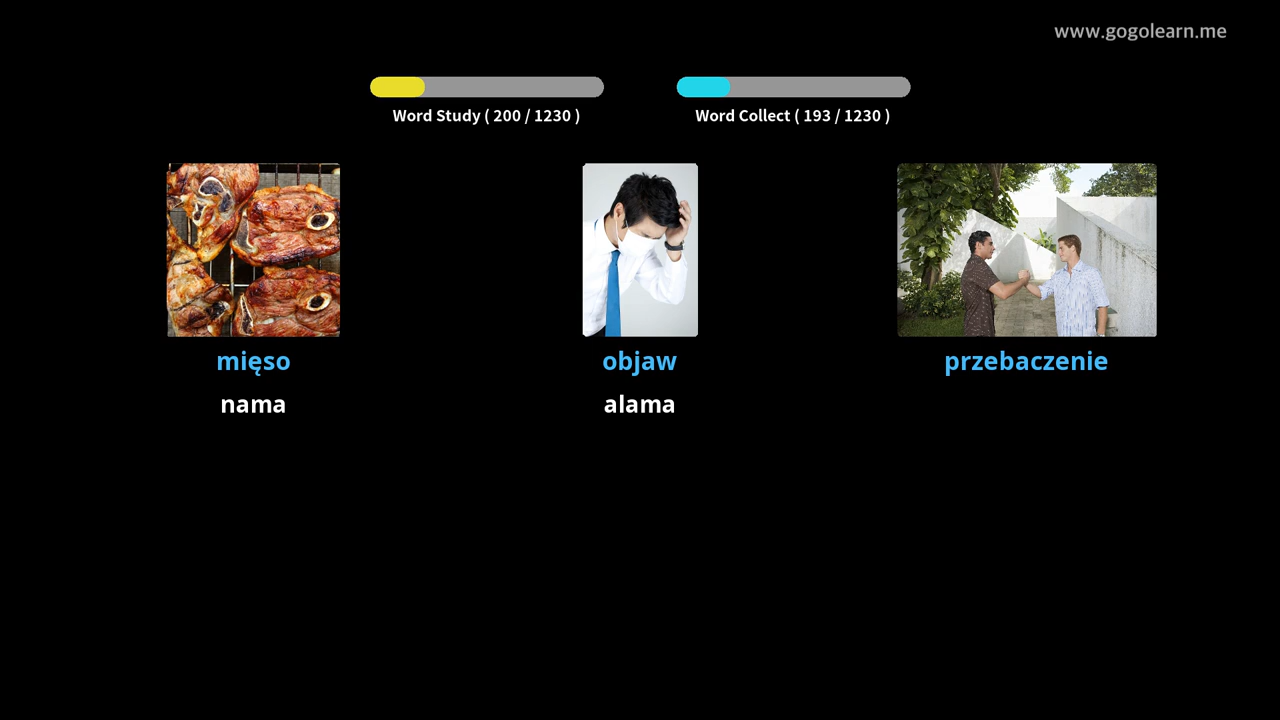 www.gogolearn.me
Word Study ( 200 / 1230 )
Word Collect ( 193 / 1230 )
mięso
objaw
przebaczenie
nama
alama